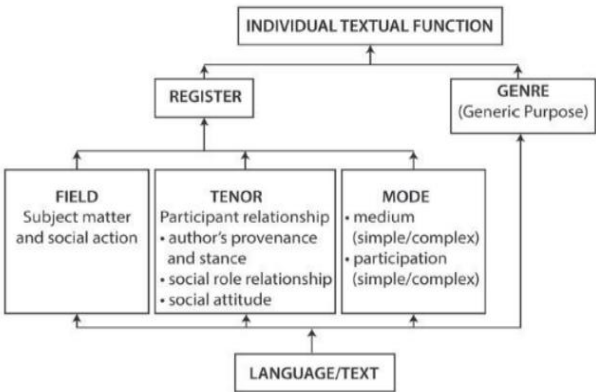 INDIVIDUAL TEXTUAL FUNCTION
REGISTER
GENRE
(Generic Purpose)
FIELD
Subject matter
and social action
TENOR
Participant relationship
• author's provenance
and stance
• social role relationship
• social attitude
MODE
• medium
(simple/complex)
• participation
(simple/complex)
LANGUAGE/TEXT